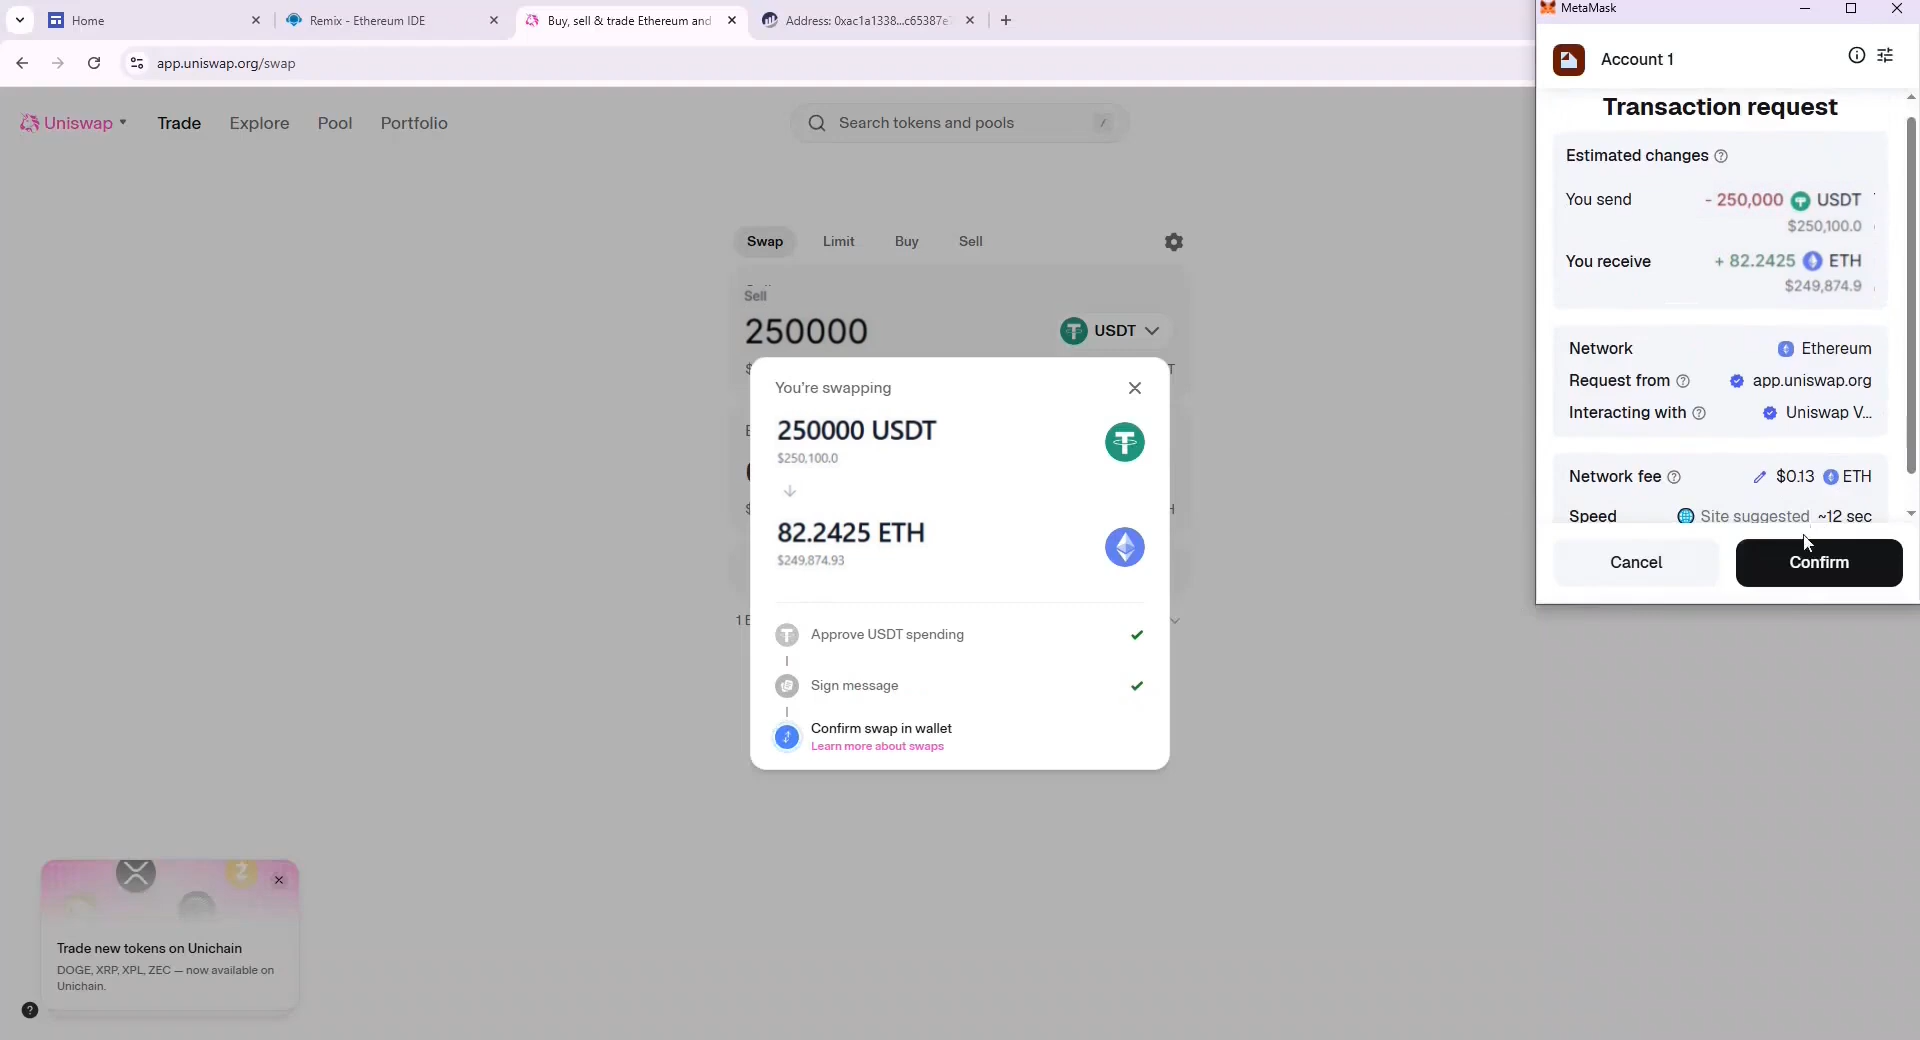 Home
Remix - Ethereum IDE
Buy, sell & trade Ethereum and
Address: 0xac1a1338...c65387e
app.uniswap.org/swap
Uniswap
Trade
Explore
Pool
Portfolio
Search tokens and pools
/
Swap
Limit
Buy
Sell
Sell
250000
USDT
You're swapping
250000 USDT
$250,100.0
82.2425 ETH
$249,874.93
Approve USDT spending
Sign message
Confirm swap in wallet
Learn more about swaps
Trade new tokens on Unichain
DOGE, XRP, XPL, ZEC — now available on
Unichain.
?
MetaMask
Account 1
Transaction request
Estimated changes ?
You send - 250,000 USDT
$250,100.0
You receive + 82.2425 ETH
$249,874.9
Network Ethereum
Request from ? app.uniswap.org
Interacting with ? Uniswap V...
Network fee ? $0.13 ETH
Speed Site suggested ~12 sec
Cancel
Confirm